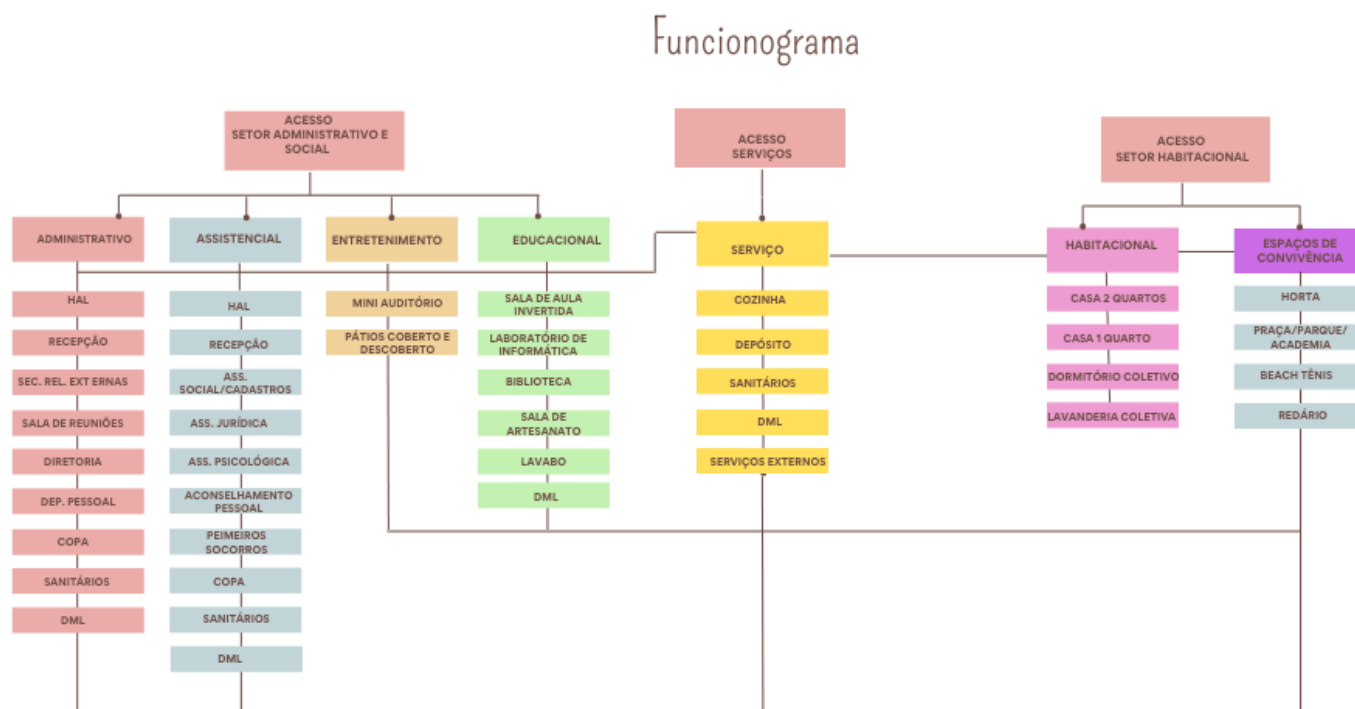 Funcionograma
ACESSO
SETOR ADMINISTRATIVO E
SOCIAL
ACESSO
SERVIÇOS
ACESSO
SETOR HABITACIONAL
ADMINISTRATIVO
HAL
RECEPÇÃO
SEC. REL. EXT ERNAS
SALA DE REUNIÕES
DIRETORIA
DEP. PESSOAL
COPA
SANITÁRIOS
DML
ASSISTENCIAL
HAL
RECEPÇÃO
ASS.
SOCIAL/CADASTROS
ASS. JURÍDICA
ASS. PSICOLÓGICA
ACONSELHAMENTO
PESSOAL
PEIMEIROS
SOCORROS
COPA
SANITÁRIOS
DML
ENTRETENIMENTO
MINI AUDITÓRIO
PÁTIOS COBERTO E
DESCOBERTO
EDUCACIONAL
SALA DE AULA
INVERTIDA
LABORATÓRIO DE
INFORMÁTICA
BIBLIOTECA
SALA DE
ARTESANATO
LAVABO
DML
SERVIÇO
COZINHA
DEPÓSITO
SANITÁRIOS
DML
SERVIÇOS EXTERNOS
HABITACIONAL
CASA 2 QUARTOS
CASA 1 QUARTO
DORMITÓRIO COLETIVO
LAVANDERIA COLETIVA
ESPAÇOS DE
CONVIVÊNCIA
HORTA
PRAÇA/PARQUE/
ACADEMIA
BEACH TÊNIS
REDÁRIO